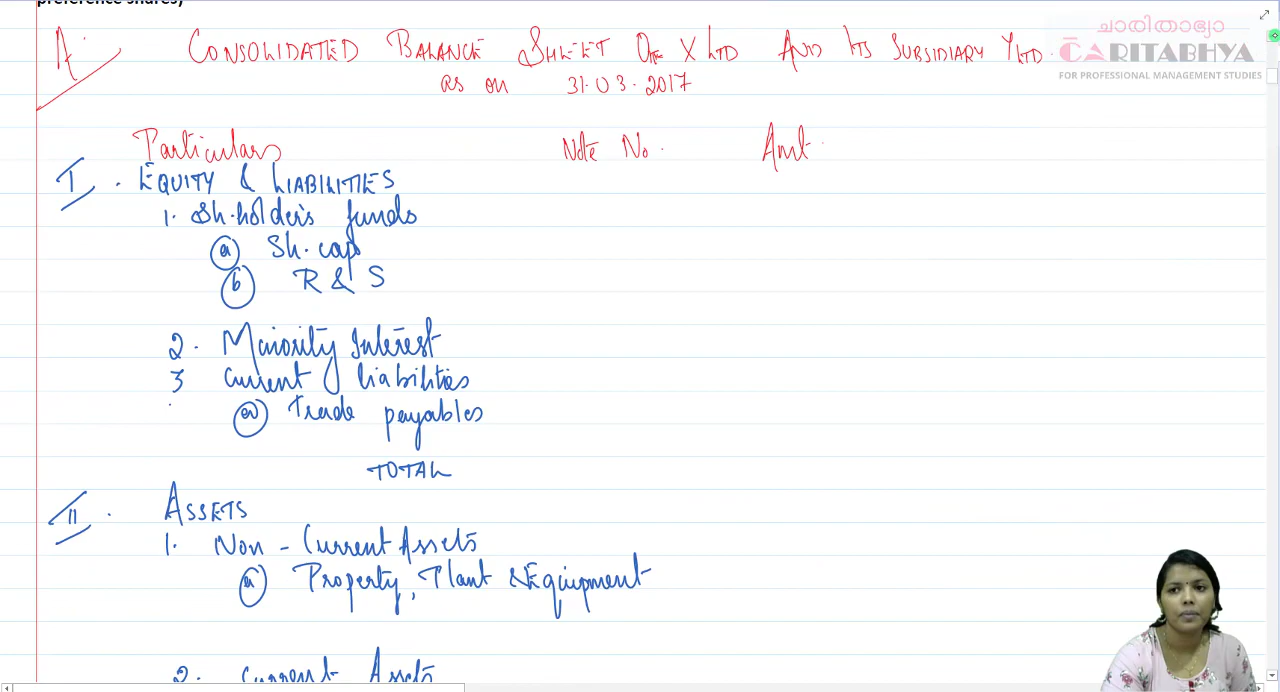 preference shares)
ചാരിതാഭ്യാ
CARITABHYA
FOR PROFESSIONAL MANAGEMENT STUDIES
A.
CONSOLIDATED BALANCE SHEET OF X LTD AND ITS SUBSIDIARY Y LTD.
as on 31.03.2017
Particulars Note No. Amt.
I. EQUITY & LIABILITIES
1. Sh.holder's funds
(a) Sh. cap
(b) R & S
2. Minority Interest
3 Current liabilities
(a) Trade payables
TOTAL
II. ASSETS
1. Non - Current Assets
(a) Property, Plant & Equipment
2. Current Assets